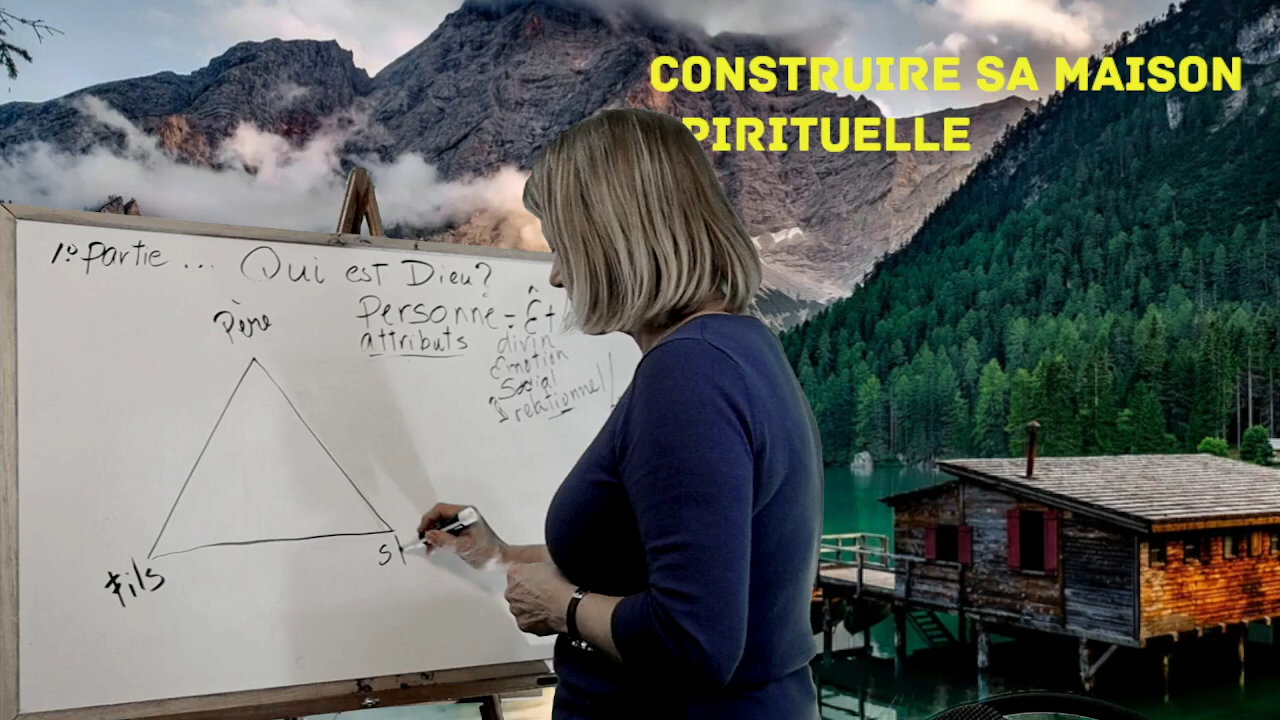 CONSTRUIRE SA MAISON
PIRITUELLE
1º partie ... Qui est Dieu?
Père
Personne = Êt
attributs
divin
Émotion
Social
relationnel
Fils
S